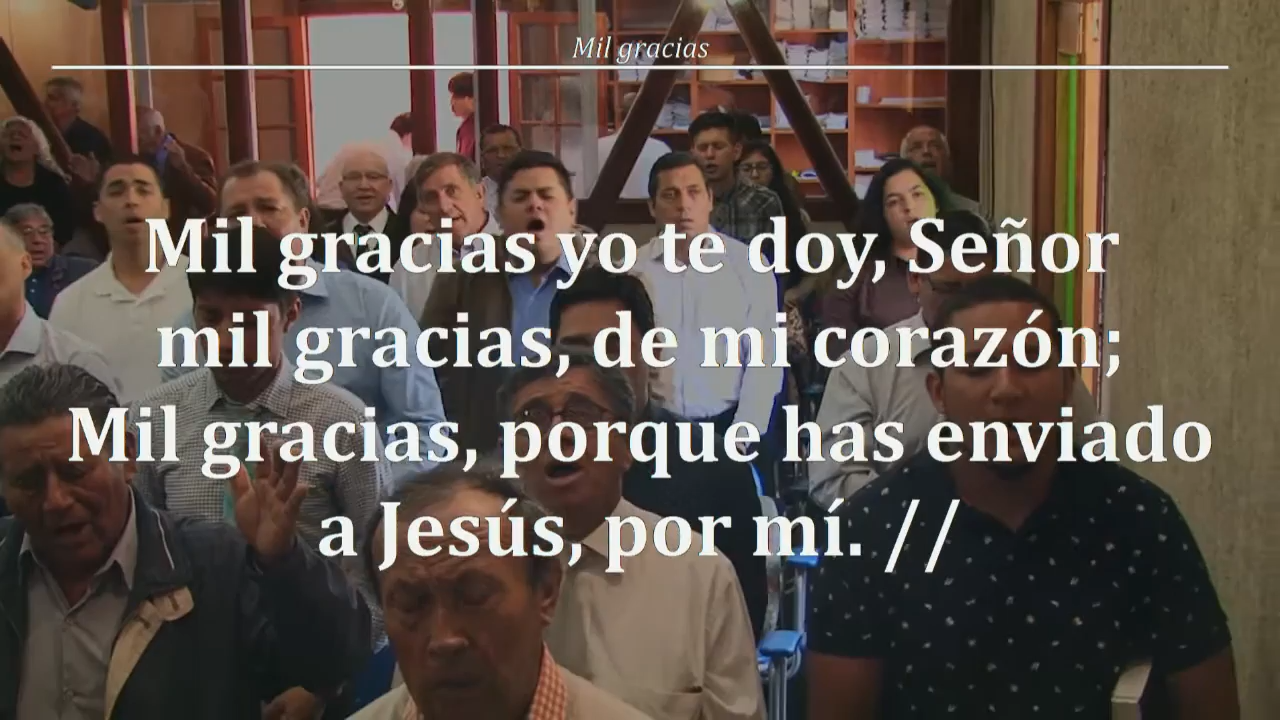 Mil gracias
Mil gracias yo te doy, Señor
mil gracias, de mi corazón;
Mil gracias, porque has enviado
a Jesús, por mí. //